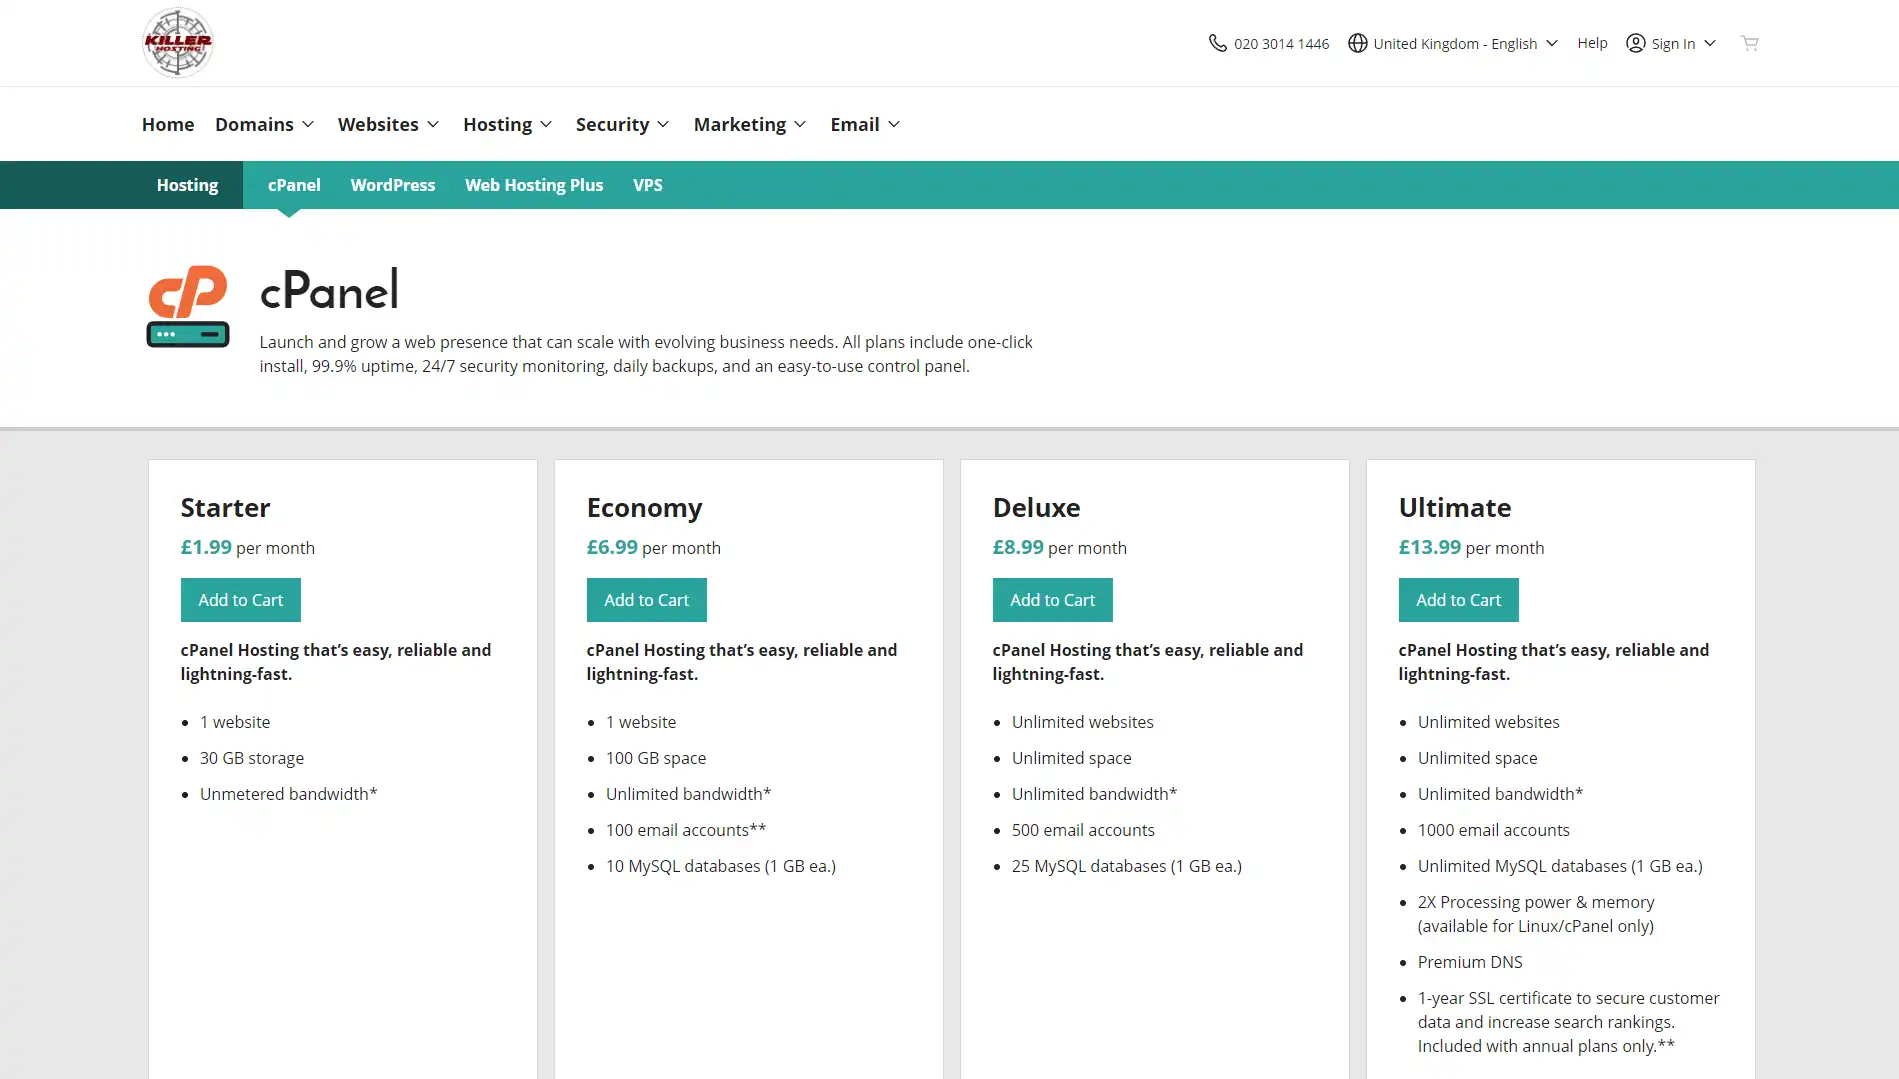 KILLER
HOSTING
020 3014 1446
United Kingdom - English
Help
Sign In
Home
Domains
Websites
Hosting
Security
Marketing
Email
Hosting
cPanel
WordPress
Web Hosting Plus
VPS
cP
cPanel
Launch and grow a web presence that can scale with evolving business needs. All plans include one-click
install, 99.9% uptime, 24/7 security monitoring, daily backups, and an easy-to-use control panel.
Starter
£1.99 per month
Add to Cart
cPanel Hosting that’s easy, reliable and
lightning-fast.
• 1 website
• 30 GB storage
• Unmetered bandwidth*
Economy
£6.99 per month
Add to Cart
cPanel Hosting that’s easy, reliable and
lightning-fast.
• 1 website
• 100 GB space
• Unlimited bandwidth*
• 100 email accounts**
• 10 MySQL databases (1 GB ea.)
Deluxe
£8.99 per month
Add to Cart
cPanel Hosting that’s easy, reliable and
lightning-fast.
• Unlimited websites
• Unlimited space
• Unlimited bandwidth*
• 500 email accounts
• 25 MySQL databases (1 GB ea.)
Ultimate
£13.99 per month
Add to Cart
cPanel Hosting that’s easy, reliable and
lightning-fast.
• Unlimited websites
• Unlimited space
• Unlimited bandwidth*
• 1000 email accounts
• Unlimited MySQL databases (1 GB ea.)
• 2X Processing power & memory
(available for Linux/cPanel only)
• Premium DNS
• 1-year SSL certificate to secure customer
data and increase search rankings.
Included with annual plans only.**